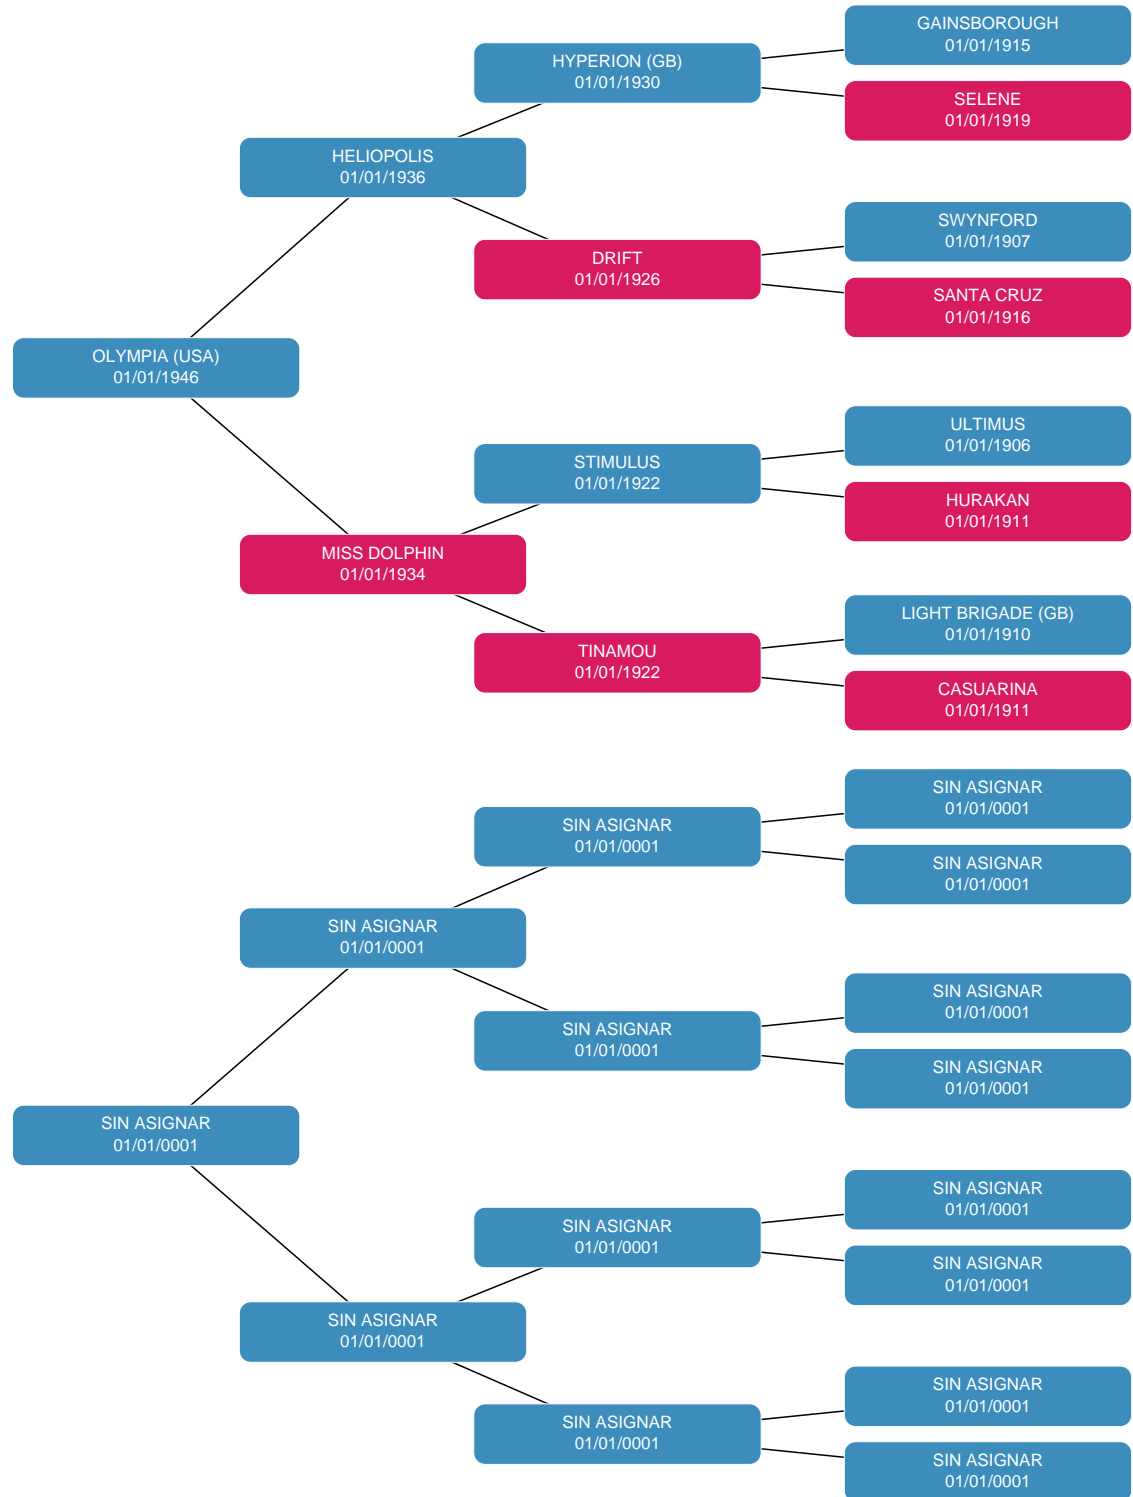 GAINSBOROUGH
01/01/1915
HYPERION (GB)
01/01/1930
SELENE
01/01/1919
HELIOPOLIS
01/01/1936
SWYNFORD
01/01/1907
DRIFT
01/01/1926
SANTA CRUZ
01/01/1916
OLYMPIA (USA)
01/01/1946
ULTIMUS
01/01/1906
STIMULUS
01/01/1922
HURAKAN
01/01/1911
MISS DOLPHIN
01/01/1934
LIGHT BRIGADE (GB)
01/01/1910
TINAMOU
01/01/1922
CASUARINA
01/01/1911
SIN ASIGNAR
01/01/0001
SIN ASIGNAR
01/01/0001
SIN ASIGNAR
01/01/0001
SIN ASIGNAR
01/01/0001
SIN ASIGNAR
01/01/0001
SIN ASIGNAR
01/01/0001
SIN ASIGNAR
01/01/0001
SIN ASIGNAR
01/01/0001
SIN ASIGNAR
01/01/0001
SIN ASIGNAR
01/01/0001
SIN ASIGNAR
01/01/0001
SIN ASIGNAR
01/01/0001
SIN ASIGNAR
01/01/0001
SIN ASIGNAR
01/01/0001
SIN ASIGNAR
01/01/0001